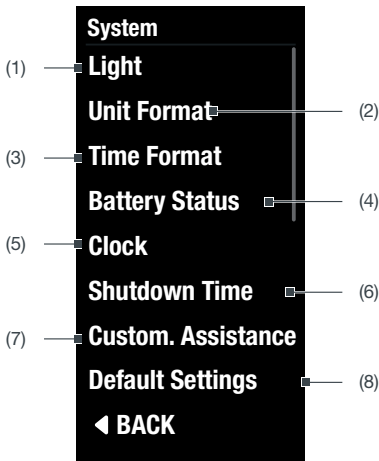 System
(1) Light
Unit Format (2)
(3) Time Format
Battery Status (4)
(5) Clock
Shutdown Time (6)
(7) Custom. Assistance
Default Settings (8)
BACK